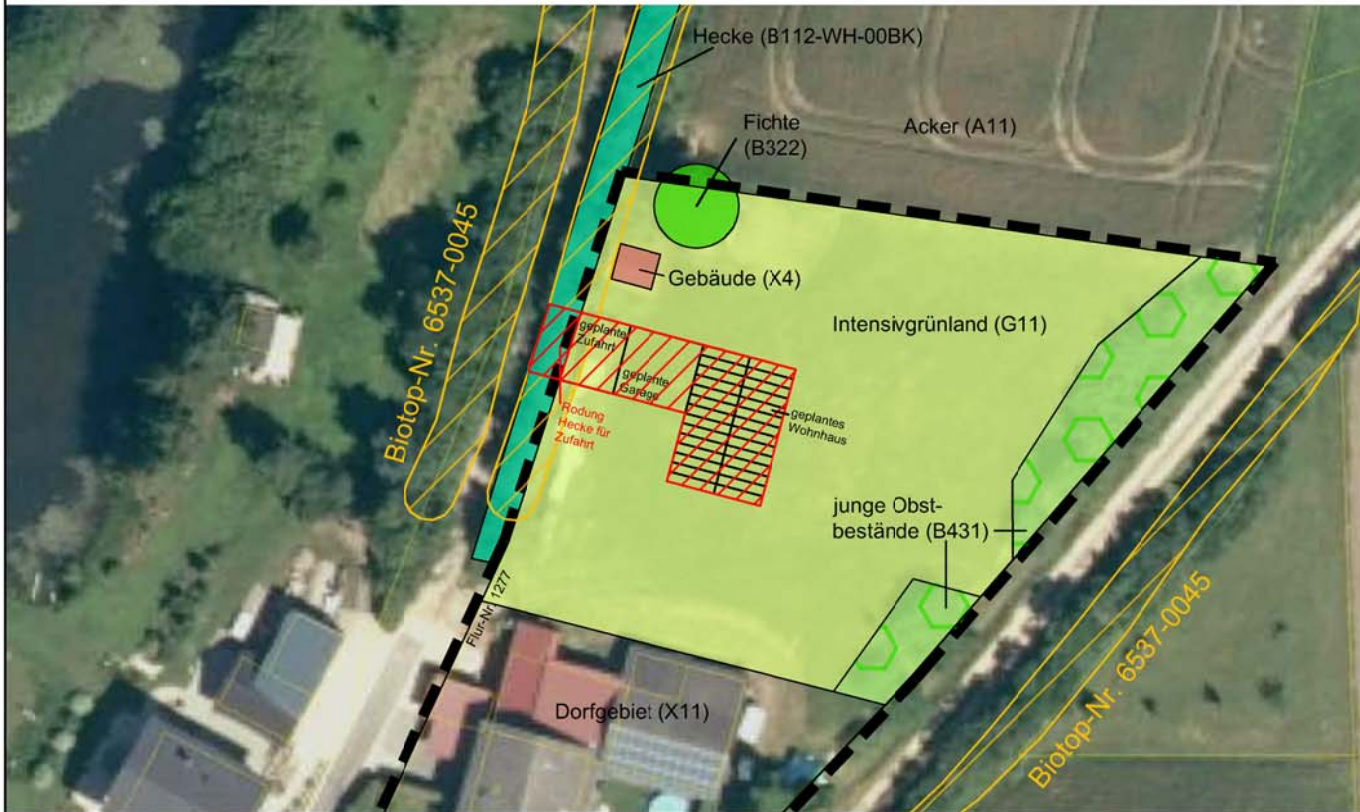 Hecke (B112-WH-00BK)
Fichte
(B322)
Acker (A11)
Biotop-Nr. 6537-0045
Gebäude (X4)
Intensivgrünland (G11)
geplante
Zufahrt
geplante
Garage
geplantes
Wohnhaus
Rodung
Hecke für
Zufahrt
junge Obst-
bestände (B431)
Flur-Nr. 1277
Dorfgebiet (X11)
Biotop-Nr. 6537-0045